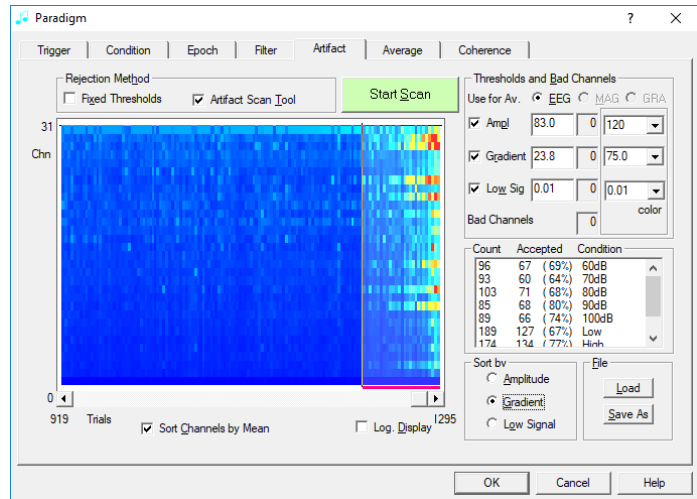 Paradigm ? X
Trigger Condition Epoch Filter Artifact Average Coherence
Rejection Method
Fixed Thresholds Artifact Scan Tool
Start Scan
31
Chn
0
919 Trials 1295
Sort Channels by Mean Log. Display
Thresholds and Bad Channels
Use for Av. EEG MAG GRA
Ampl 83.0 0 120
Gradient 23.8 0 75.0
Low Sig 0.01 0 0.01
color
Bad Channels 0
Count Accepted Condition
96 67 (69%) 60dB
93 60 (64%) 70dB
103 71 (68%) 80dB
85 68 (80%) 90dB
89 66 (74%) 100dB
189 127 (67%) Low
174 134 (77%) High
Sort by
Amplitude
Gradient
Low Signal
File
Load
Save As
OK Cancel Help